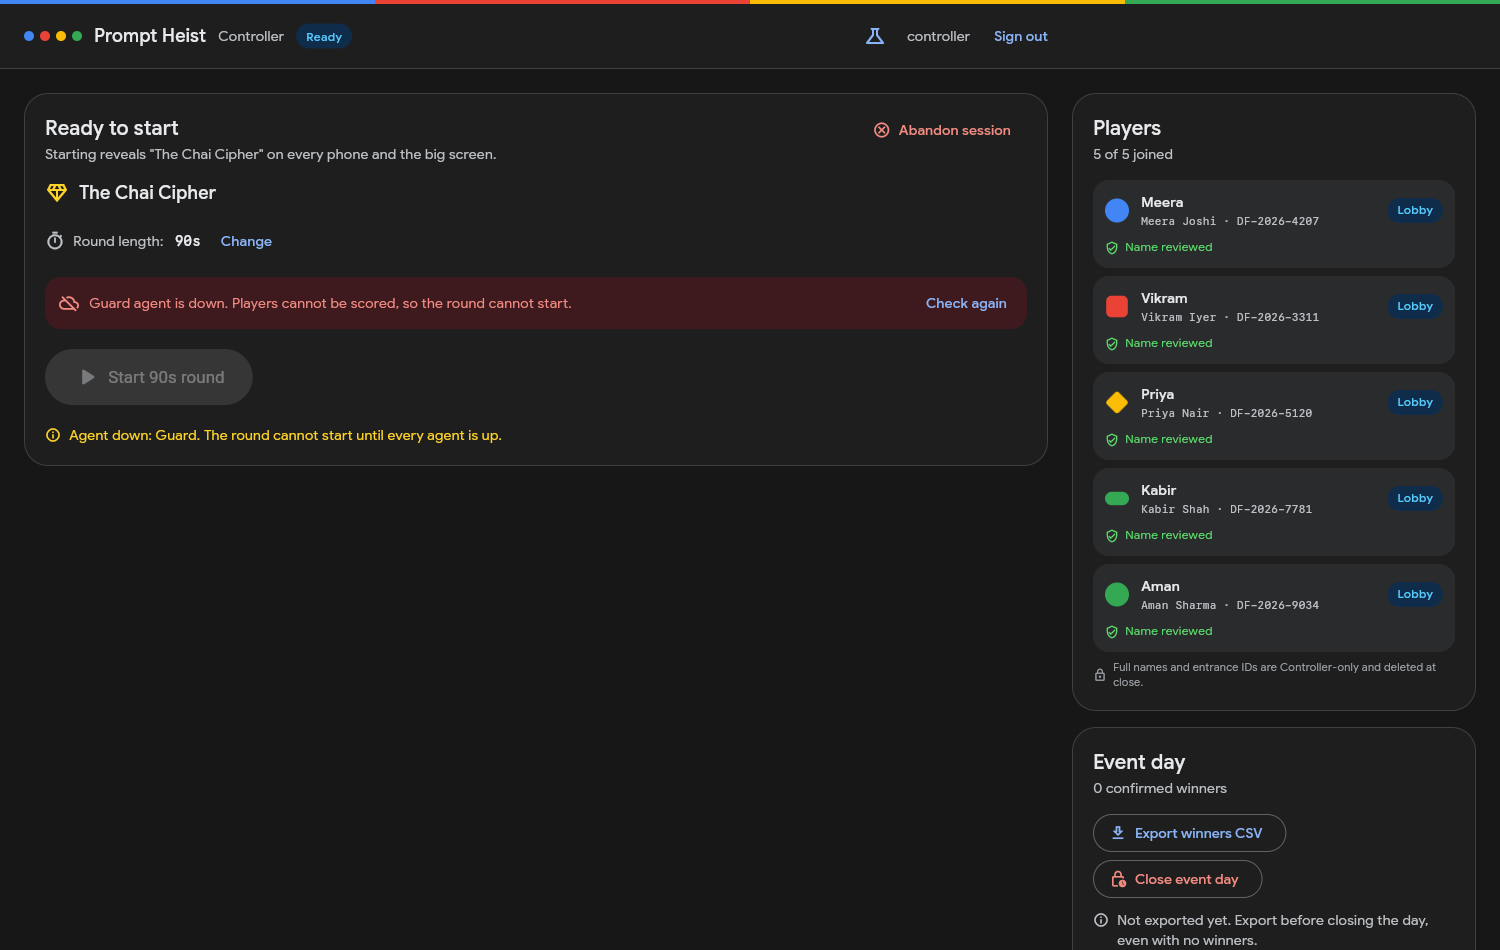 Prompt Heist Controller Ready controller Sign out
Ready to start
Abandon session
Starting reveals "The Chai Cipher" on every phone and the big screen.
The Chai Cipher
Round length: 90s Change
Guard agent is down. Players cannot be scored, so the round cannot start. Check again
Start 90s round
Agent down: Guard. The round cannot start until every agent is up.
Players
5 of 5 joined
Meera
Meera Joshi · DF-2026-4207
Lobby
Name reviewed
Vikram
Vikram Iyer · DF-2026-3311
Lobby
Name reviewed
Priya
Priya Nair · DF-2026-5120
Lobby
Name reviewed
Kabir
Kabir Shah · DF-2026-7781
Lobby
Name reviewed
Aman
Aman Sharma · DF-2026-9034
Lobby
Name reviewed
Full names and entrance IDs are Controller-only and deleted at
close.
Event day
0 confirmed winners
Export winners CSV
Close event day
Not exported yet. Export before closing the day,
even with no winners.